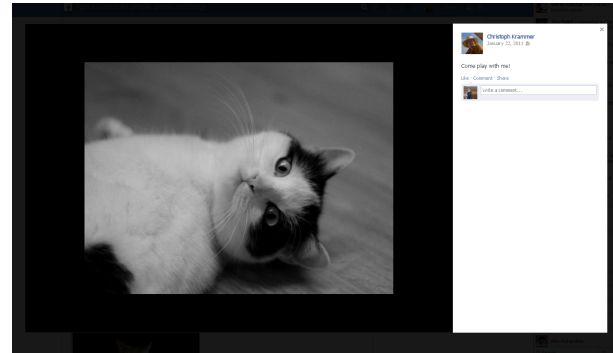 Christoph Krammer
January 22, 2011
Come play with me!
Like · Comment · Share
Write a comment...